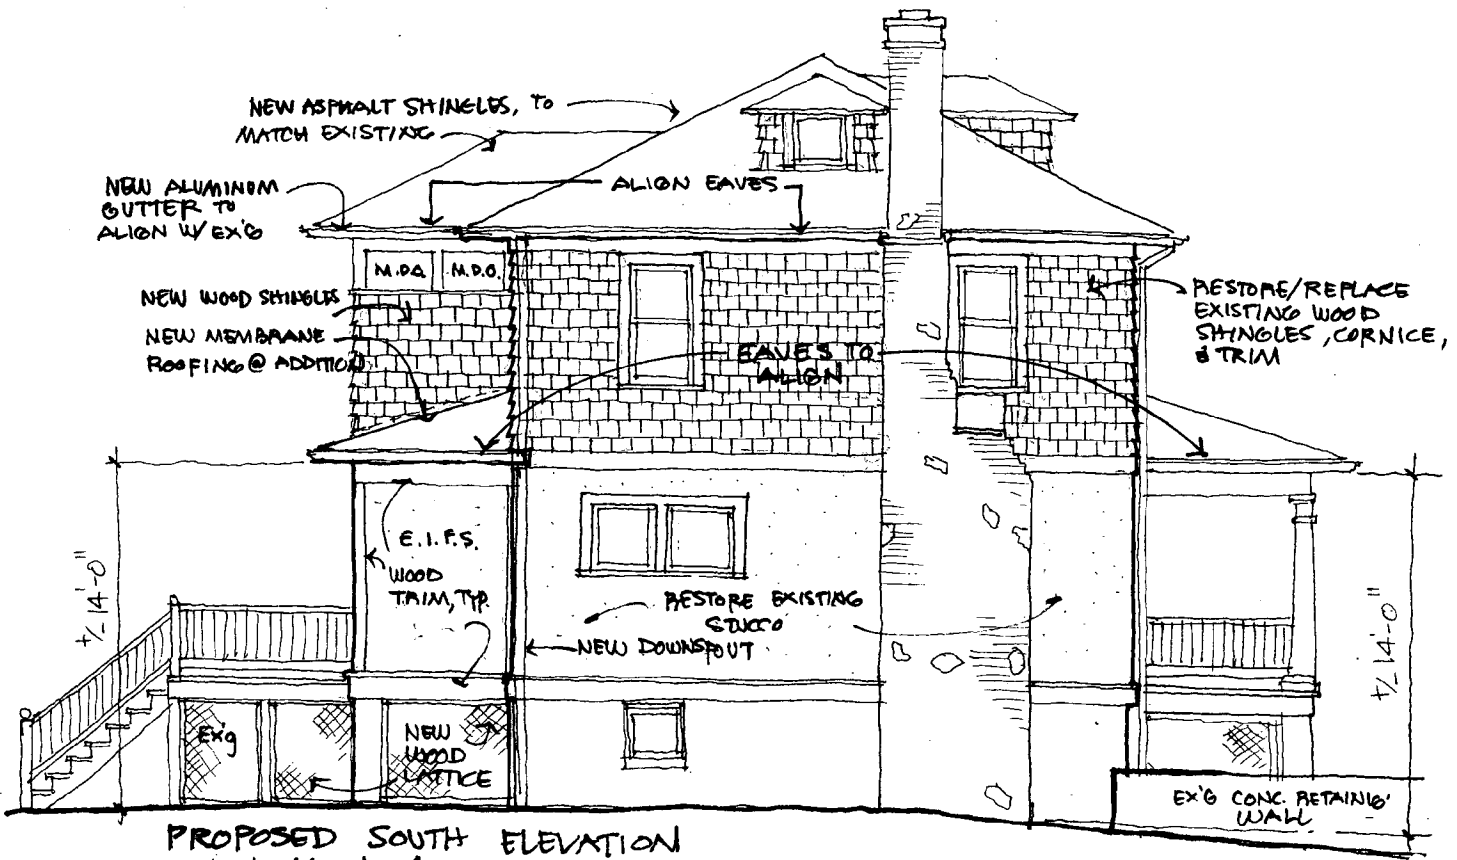 NEW ASPHALT SHINGLES, TO
MATCH EXISTING
NEW ALUMINUM
GUTTER TO
ALIGN W/ EX'G
ALIGN EAVES
M.D.O.
M.D.O.
NEW WOOD SHINGLES
NEW MEMBRANE
ROOFING @ ADDITION
EAVES TO
ALIGN
RESTORE/REPLACE
EXISTING WOOD
SHINGLES, CORNICE,
& TRIM
E.I.F.S.
WOOD
TRIM, TYP.
RESTORE EXISTING
STUCCO
NEW DOWNSPOUT
+/- 14'-0"
+/- 14'-0"
Ex'g
NEW
WOOD
LATTICE
EX'G CONC. RETAIN'G
WALL
PROPOSED SOUTH ELEVATION